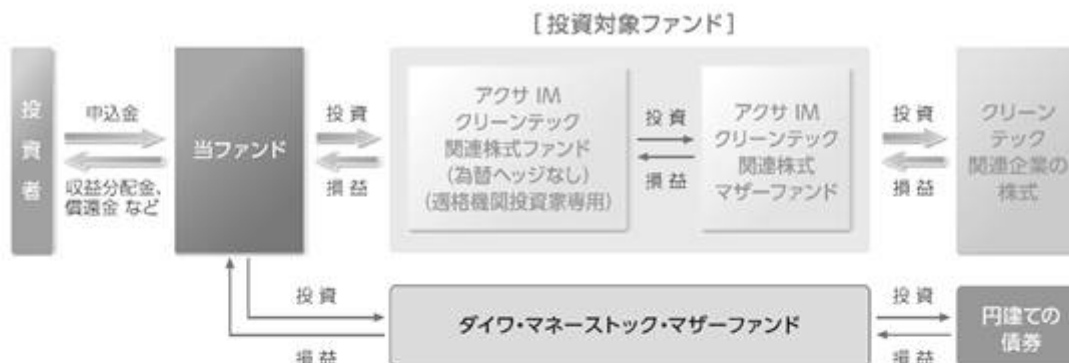 [投資対象ファンド]
投資者
申込金
収益分配金、
償還金 など
当ファンド
投資
損益
アクサ IM
クリーンテック
関連株式ファンド
(為替ヘッジなし)
(適格機関投資家専用)
投資
損益
アクサ IM
クリーンテック
関連株式
マザーファンド
投資
損益
クリーン
テック
関連企業の
株式
投資
損益
ダイワ・マネーストック・マザーファンド
投資
損益
円建ての
債券